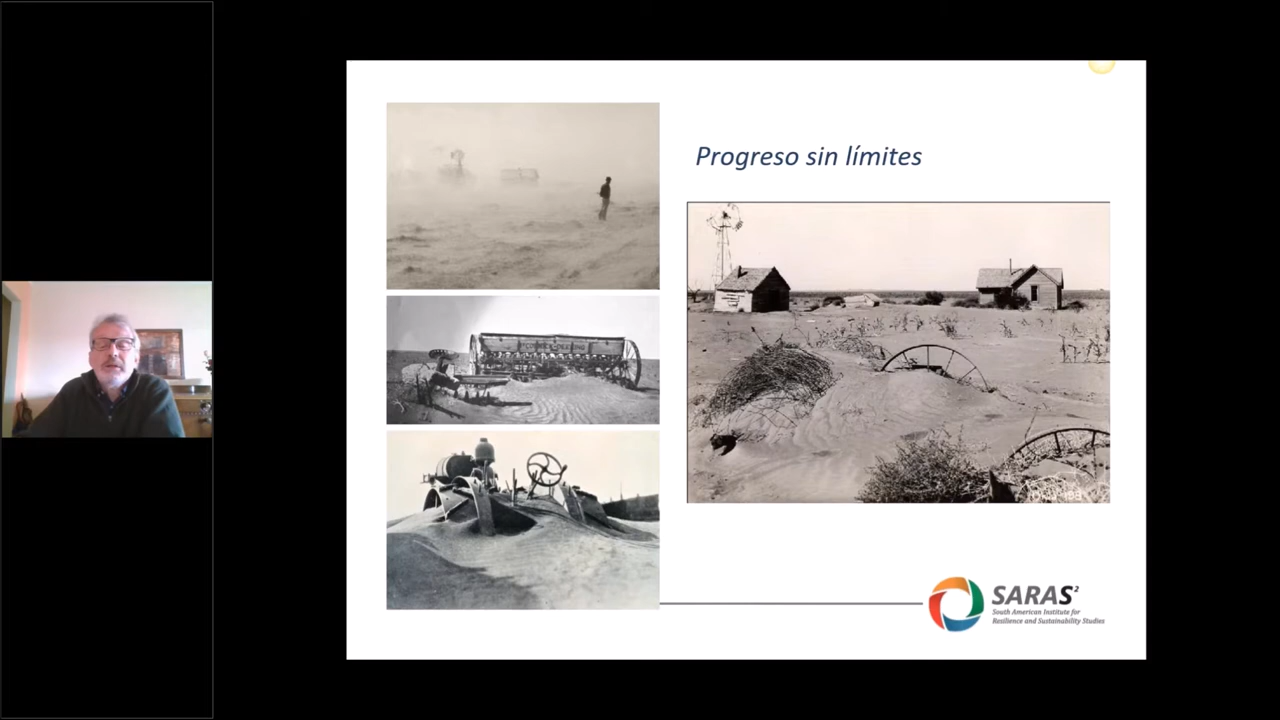 Progreso sin límites
SARAS²
South American Institute for
Resilience and Sustainability Studies